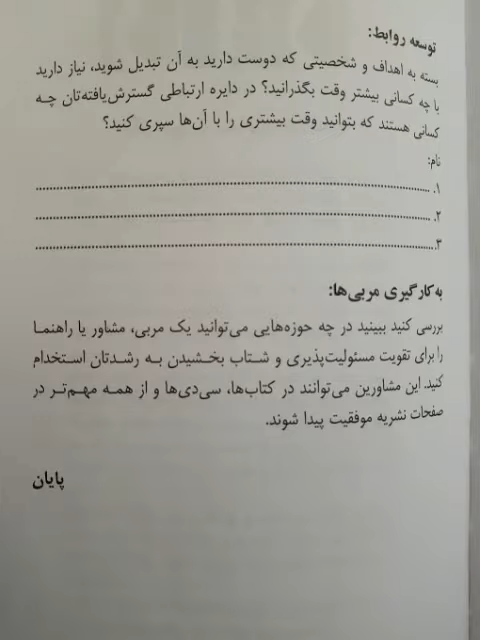 توسعه روابط:
بسته به اهداف و شخصیتی که دوست دارید به آن تبدیل شوید، نیاز دارید
با چه کسانی بیشتر وقت بگذرانید؟ در دایره ارتباطی گسترش‌یافته‌تان چه
کسانی هستند که بتوانید وقت بیشتری را با آن‌ها سپری کنید؟
نام:
۱. ................................................................
۲. ................................................................
۳. ................................................................
به‌کارگیری مربی‌ها:
بررسی کنید ببینید در چه حوزه‌هایی می‌توانید یک مربی، مشاور یا راهنما
را برای تقویت مسئولیت‌پذیری و شتاب بخشیدن به رشدتان استخدام
کنید. این مشاورین می‌توانند در کتاب‌ها، سی‌دی‌ها و از همه مهم‌تر در
صفحات نشریه موفقیت پیدا شوند.
پایان